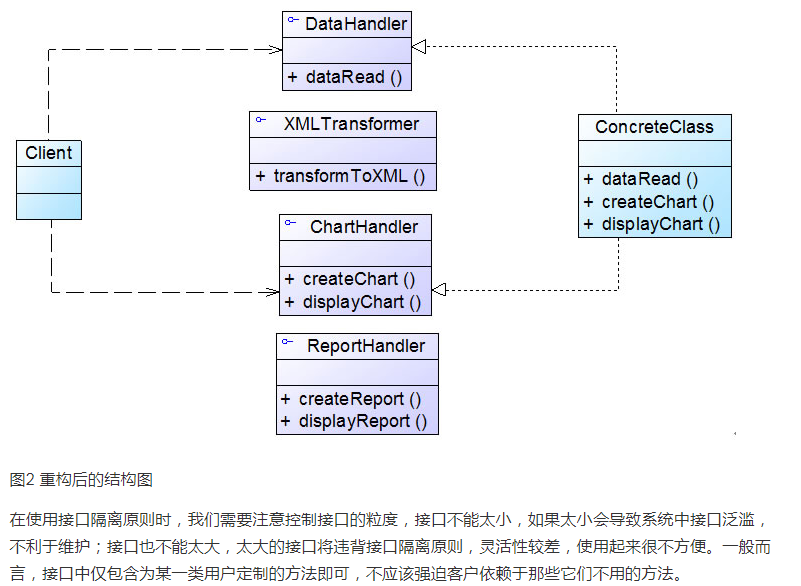 DataHandler
+ dataRead ()
XMLTransformer
+ transformToXML ()
Client
ConcreteClass
+ dataRead ()
+ createChart ()
+ displayChart ()
ChartHandler
+ createChart ()
+ displayChart ()
ReportHandler
+ createReport ()
+ displayReport ()
图2 重构后的结构图
在使用接口隔离原则时，我们需要注意控制接口的粒度，接口不能太小，如果太小会导致系统中接口泛滥，
不利于维护；接口也不能太大，太大的接口将违背接口隔离原则，灵活性较差，使用起来很不方便。一般而
言，接口中仅包含为某一类用户定制的方法即可，不应该强迫客户依赖于那些它们不用的方法。